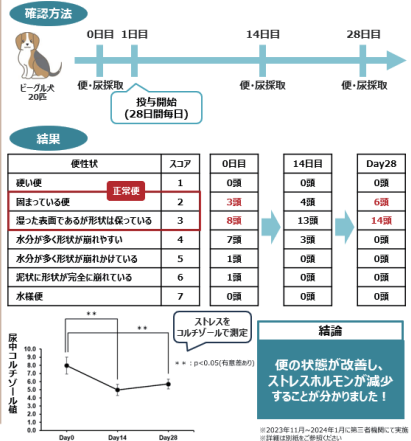 確認方法
0日目 1日目 14日目 28日目
ビーグル犬
20匹
便・尿採取 便・尿採取 便・尿採取
投与開始
(28日間毎日)
結果
便性状 スコア 0日目 14日目 Day28
正常便
硬い便 1 0頭 0頭 0頭
固まっている便 2 3頭 4頭 6頭
湿った表面であるが形状は保っている 3 8頭 13頭 14頭
水分が多く形状が崩れやすい 4 7頭 3頭 0頭
水分が多く形状が崩れかけている 5 1頭 0頭 0頭
泥状に形状が完全に崩れている 6 1頭 0頭 0頭
水様便 7 0頭 0頭 0頭
尿中コルチゾール値
10.0
9.0
8.0
7.0
6.0
5.0
4.0
3.0
2.0
1.0
0.0
Day0 Day14 Day28
**
**
ストレスを
コルチゾールで測定
**:p<0.05(有意差あり)
結論
便の状態が改善し、
ストレスホルモンが減少
することが分かりました!
※2023年11月~2024年1月に第三者機関にて実施
※詳細は別紙をご参照ください